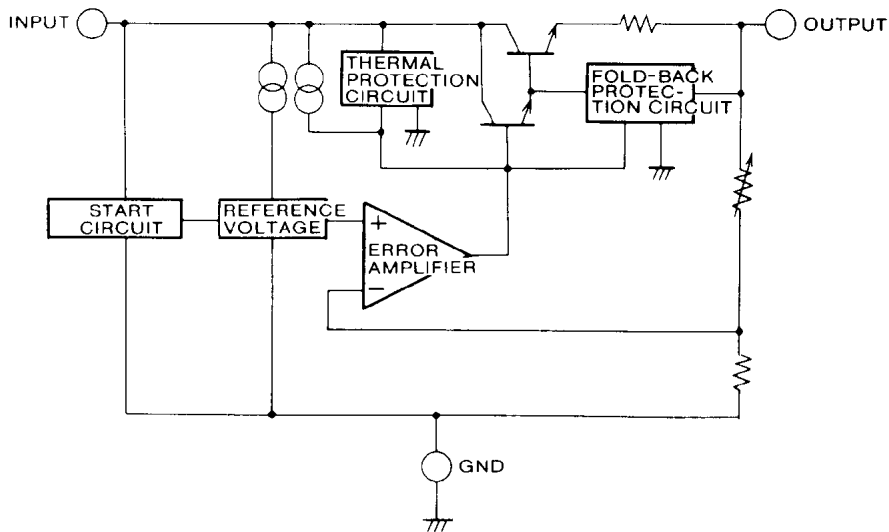 INPUT
OUTPUT
THERMAL
PROTECTION
CIRCUIT
FOLD-BACK
PROTEC-
TION CIRCUIT
START
CIRCUIT
REFERENCE
VOLTAGE
+
ERROR
AMPLIFIER
−
GND